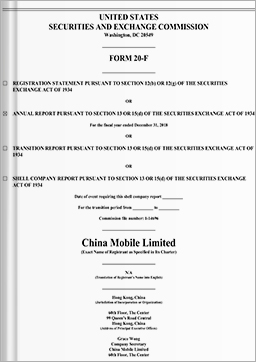 UNITED STATES
SECURITIES AND EXCHANGE COMMISSION
Washington, DC 20549
FORM 20-F
☐ REGISTRATION STATEMENT PURSUANT TO SECTION 12(b) OR 12(g) OF THE SECURITIES
EXCHANGE ACT OF 1934
OR
☒ ANNUAL REPORT PURSUANT TO SECTION 13 OR 15(d) OF THE SECURITIES EXCHANGE ACT OF 1934
For the fiscal year ended December 31, 2018
OR
☐ TRANSITION REPORT PURSUANT TO SECTION 13 OR 15(d) OF THE SECURITIES EXCHANGE ACT OF
1934
OR
☐ SHELL COMPANY REPORT PURSUANT TO SECTION 13 OR 15(d) OF THE SECURITIES EXCHANGE
ACT OF 1934
Date of event requiring this shell company report
For the transition period from to
Commission file number: 1-14696
China Mobile Limited
(Exact Name of Registrant as Specified in Its Charter)
N/A
(Translation of Registrant's Name into English)
Hong Kong, China
(Jurisdiction of Incorporation or Organization)
60th Floor, The Center
99 Queen's Road Central
Hong Kong, China
(Address of Principal Executive Offices)
Grace Wong
Company Secretary
China Mobile Limited
60th Floor, The Center